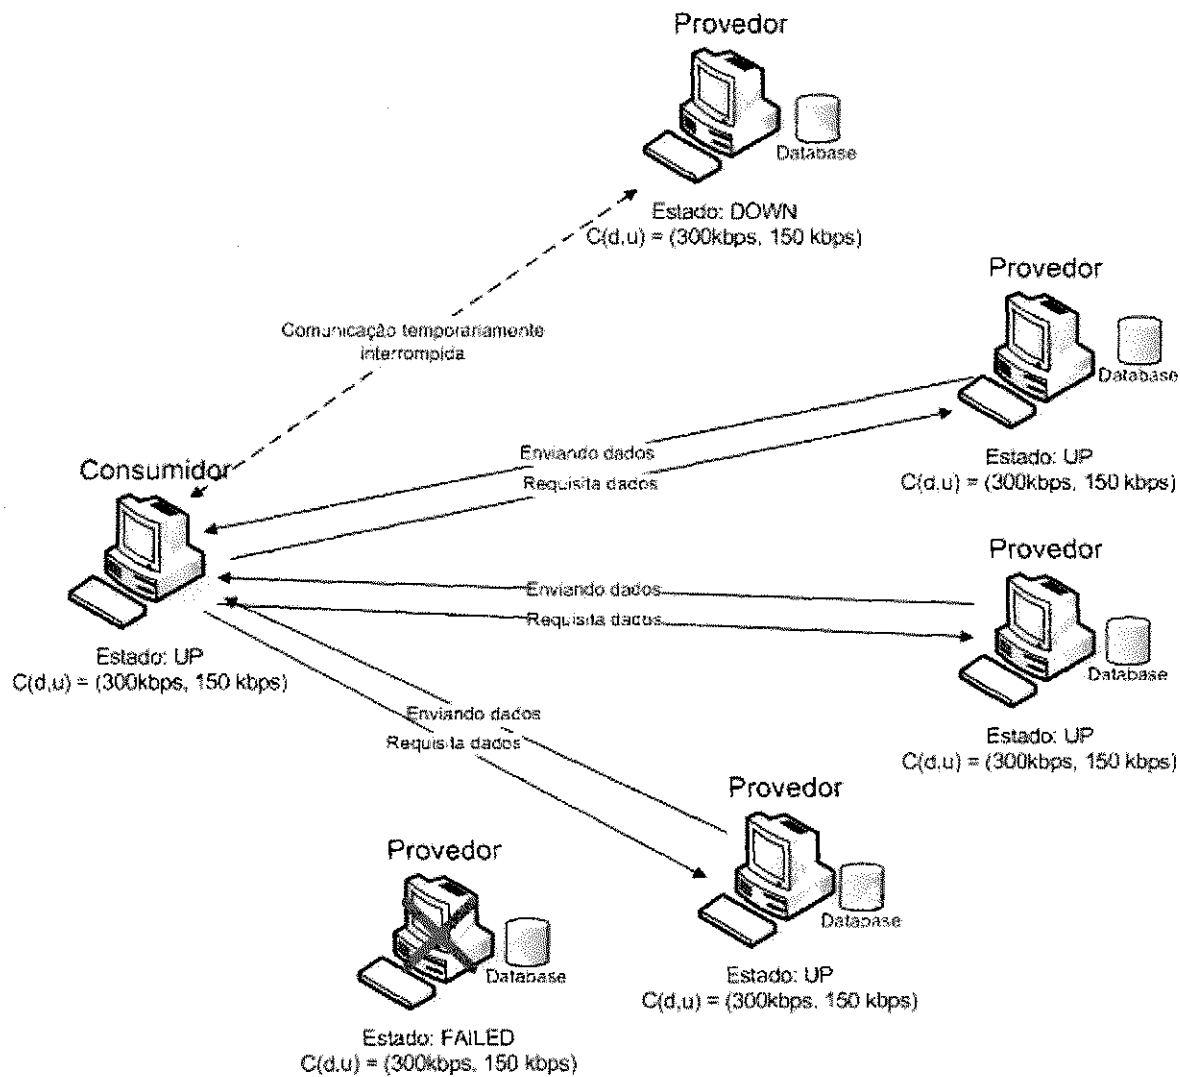 Provedor
Database
Estado: DOWN
C(d,u) = (300kbps, 150 kbps)
Provedor
Database
Estado: UP
C(d,u) = (300kbps, 150 kbps)
Comunicação temporariamente
interrompida
Enviando dados
Requisita dados
Consumidor
Estado: UP
C(d,u) = (300kbps, 150 kbps)
Provedor
Database
Estado: UP
C(d,u) = (300kbps, 150 kbps)
Enviando dados
Requisita dados
Enviando dados
Requisita dados
Provedor
Database
Estado: UP
C(d,u) = (300kbps, 150 kbps)
Provedor
Database
Estado: FAILED
C(d,u) = (300kbps, 150 kbps)